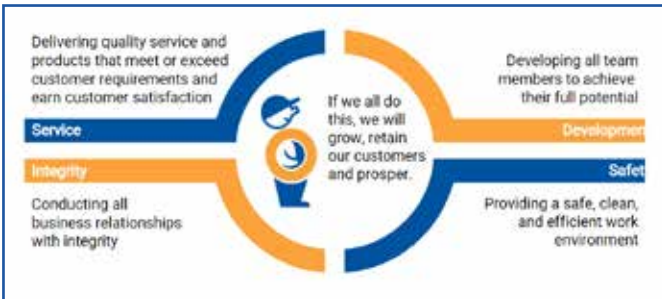 Delivering quality service and
products that meet or exceed
customer requirements and
earn customer satisfaction
Service
Integrity
Conducting all
business relationships
with integrity
If we all do
this, we will
grow, retain
our customers
and prosper.
Developing all team
members to achieve
their full potential
Developmen
Safet
Providing a safe, clean,
and efficient work
environment